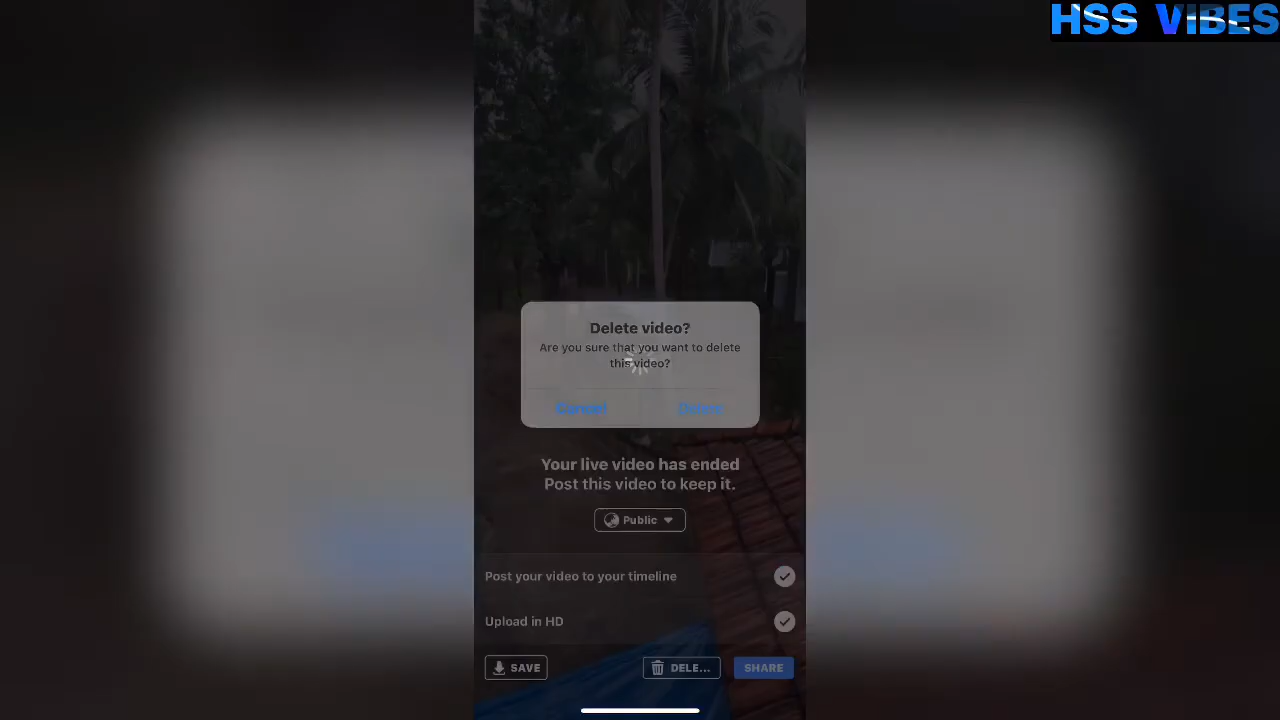 HSS VIBES
Delete video?
Are you sure that you want to delete
this video?
Cancel Delete
Your live video has ended
Post this video to keep it.
Public
Post your video to your timeline
Upload in HD
SAVE DELE... SHARE